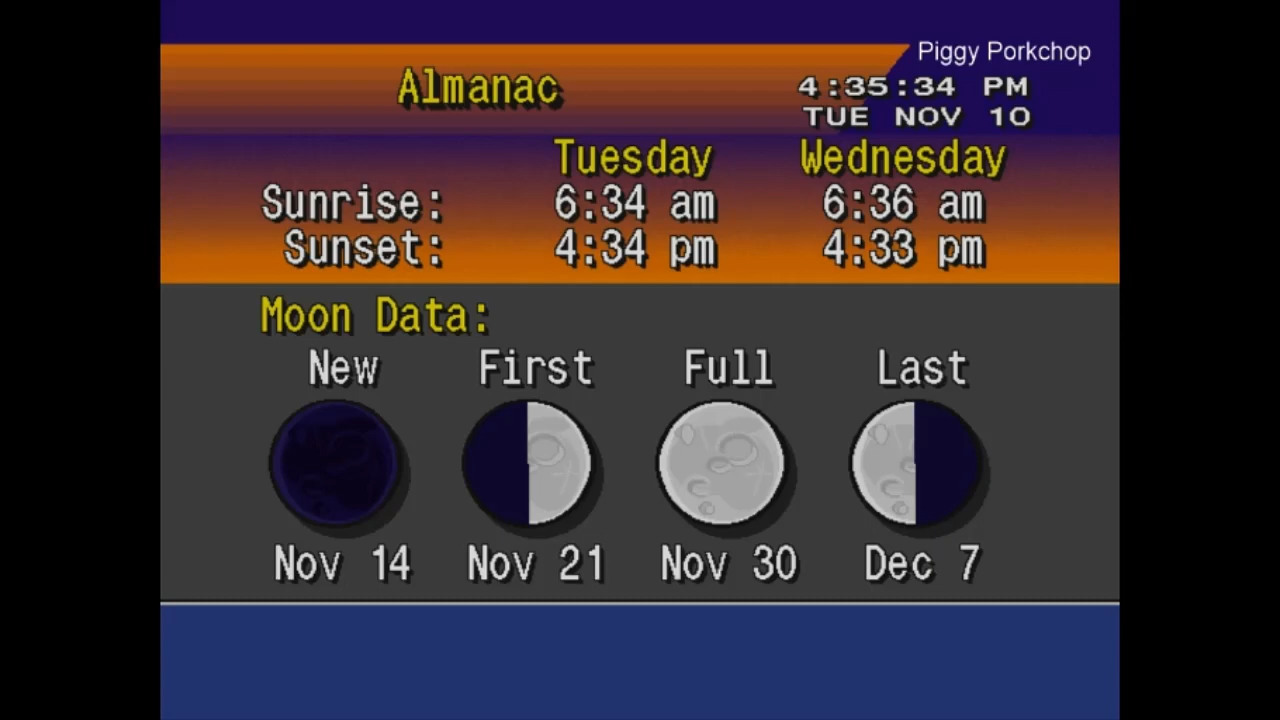 Piggy Porkchop
Almanac
4:35:34 PM
TUE NOV 10
Tuesday Wednesday
Sunrise: 6:34 am 6:36 am
Sunset: 4:34 pm 4:33 pm
Moon Data:
New First Full Last
Nov 14 Nov 21 Nov 30 Dec 7